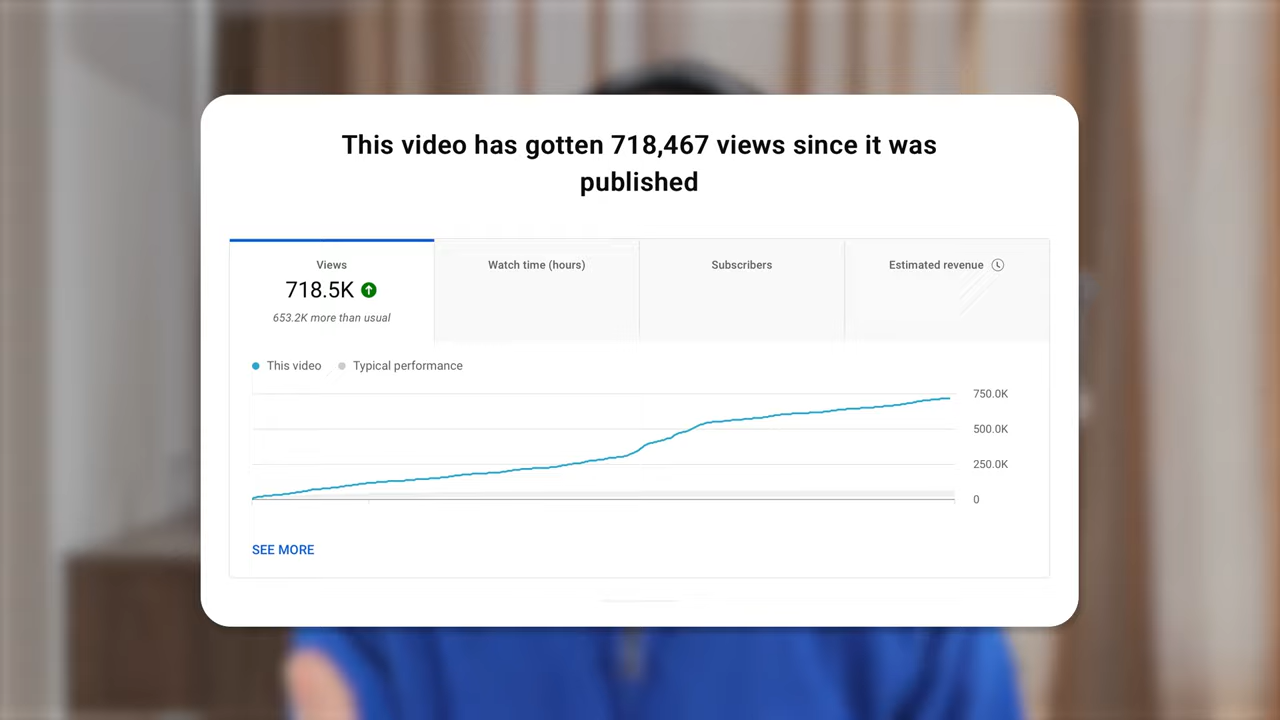 This video has gotten 718,467 views since it was
published
Views
718.5K
653.2K more than usual
Watch time (hours)
Subscribers
Estimated revenue
This video
Typical performance
750.0K
500.0K
250.0K
0
SEE MORE